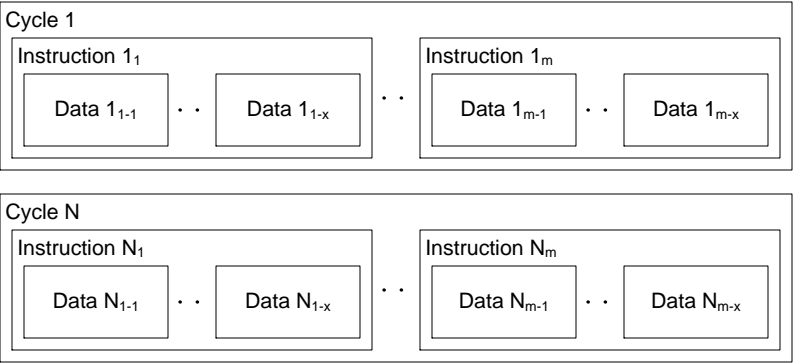 Cycle 1
Instruction 1₁ Instruction 1ₘ
Data 1₁₋₁ . . Data 1₁₋ₓ . . Data 1ₘ₋₁ . . Data 1ₘ₋ₓ
Cycle N
Instruction N₁ Instruction Nₘ
Data N₁₋₁ . . Data N₁₋ₓ . . Data Nₘ₋₁ . . Data Nₘ₋ₓ